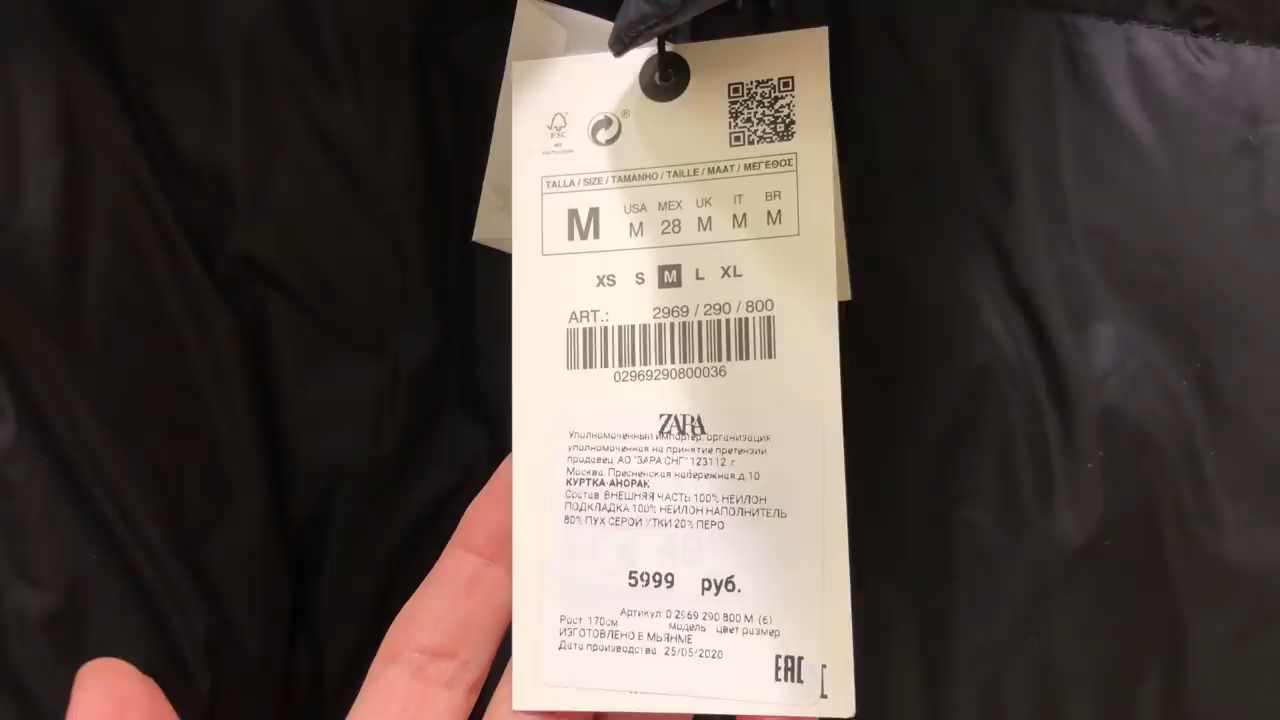 FSC
®
TALLA / SIZE / TAMANHO / TAILLE / MAAT / ΜΕΓΕΘΟΣ
USA MEX UK IT BR
M M 28 M M M
XS S M L XL
ART.: 2969 / 290 / 800
02969290800036
ZARA
Уполномоченный импортер, организация
уполномоченная на принятие претензий
продавец АО "ЗАРА СНГ" 123112 ,г
Москва, Пресненская набережная,д.10
КУРТКА-АНОРАК
Состав: ВНЕШНЯЯ ЧАСТЬ 100% НЕЙЛОН
ПОДКЛАДКА 100% НЕЙЛОН НАПОЛНИТЕЛЬ
80% ПУХ СЕРОЙ УТКИ 20% ПЕРО
5999 руб.
Артикул 0 2969 290 800 M (6)
Рост: 170см модель цвет размер
ИЗГОТОВЛЕНО В МЬЯНМЕ
Дата производства: 25/05/2020
EAC